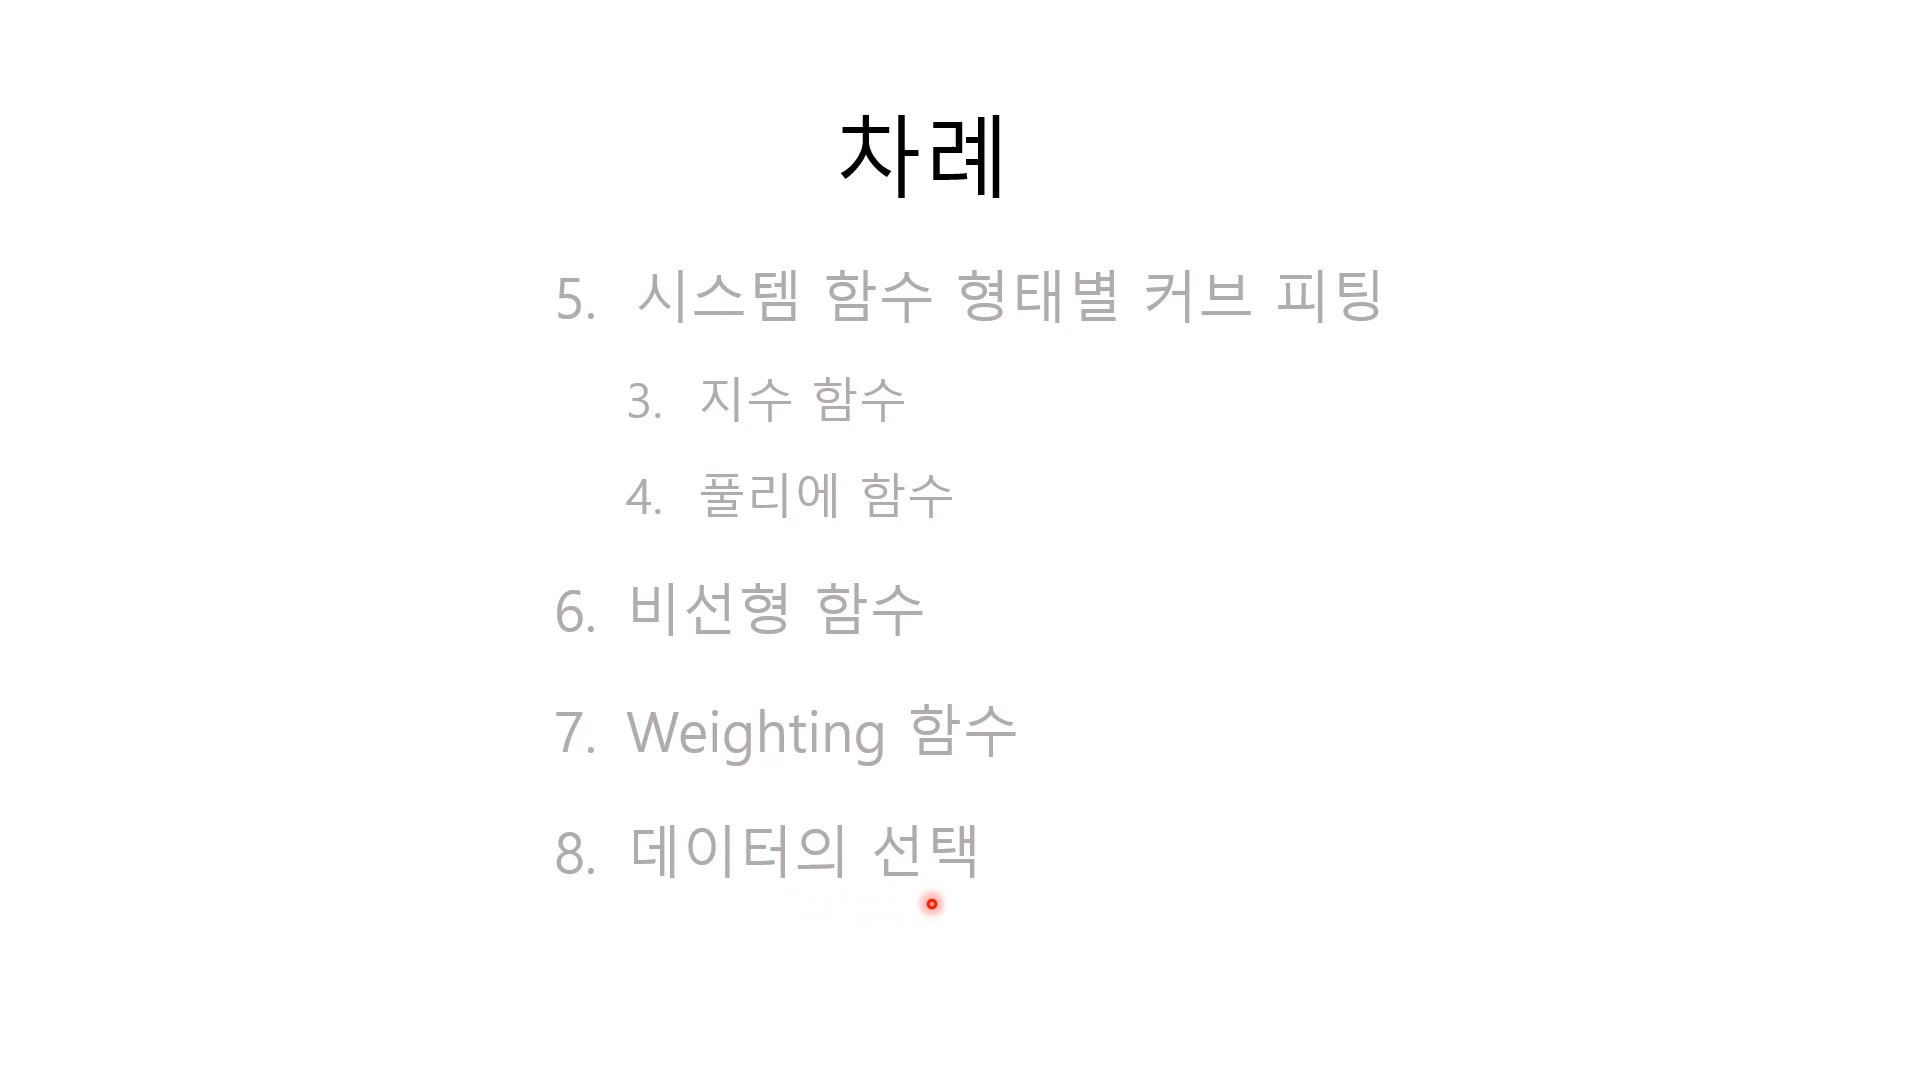 차례
5. 시스템 함수 형태별 커브 피팅
3. 지수 함수
4. 풀리에 함수
6. 비선형 함수
7. Weighting 함수
8. 데이터의 선택